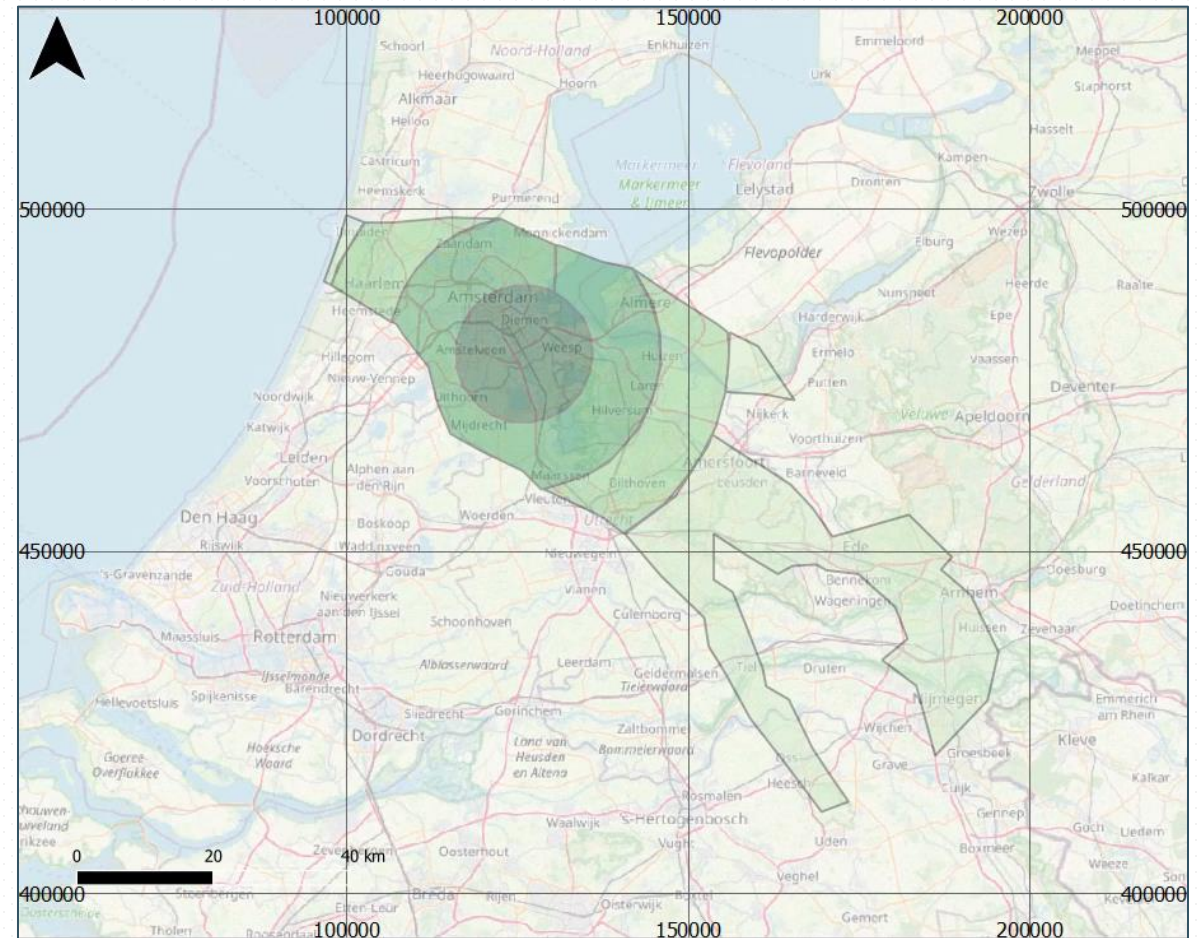 100000
150000
200000
Schoorl
Noord-Holland
Enkhuizen
Emmeloord
Meppel
Heerhugowaard
Hoorn
Urk
Staphorst
Alkmaar
Heiloo
Hasselt
Castricum
Markermeer
Flevoland
Kampen
Heemskerk
Purmerend
Markermeer
& IJmeer
Lelystad
Dronten
Zwolle
500000
500000
IJmuiden
Zaandam
Monnickendam
Wezep
Elburg
Flevopolder
Haarlem
Amsterdam
Almere
Nunspeet
Heerde
Raalte
Heemstede
Diemen
Harderwijk
Epe
Hillegom
Amstelveen
Weesp
Huizen
Ermelo
Vaassen
Nieuw-Vennep
Laren
Putten
Deventer
Noordwijk
Uithoorn
Hilversum
Nijkerk
Veluwe
Apeldoorn
Katwijk
Mijdrecht
Voorthuizen
Leiden
Alphen aan
den Rijn
Maarssen
Bilthoven
Amersfoort
Leusden
Barneveld
Gelderland
Voorschoten
Vleuten
Den Haag
Boskoop
Woerden
Utrecht
Rijswijk
Waddinxveen
Nieuwegein
Ede
450000
450000
's-Gravenzande
Gouda
Doesburg
Zuid-Holland
Nieuwerkerk
aan den IJssel
Vianen
Bennekom
Wageningen
Arnhem
Doetinchem
Maassluis
Rotterdam
Schoonhoven
Culemborg
Huissen
Zevenaar
IJsselmonde
Barendrecht
Alblasserwaard
Leerdam
Geldermalsen
Tielerwaard
Tiel
Druten
Hellevoetsluis
Spijkenisse
Sliedrecht
Gorinchem
Nijmegen
Emmerich
am Rhein
Dordrecht
Zaltbommel
Bommelerwaard
Wijchen
Goeree
Overflakkee
Hoeksche
Waard
Land van
Heusden
en Altena
Oss
Grave
Groesbeek
Kleve
Heesch
Cuijk
Kalkar
Rosmalen
's-Hertogenbosch
Waalwijk
Gennep
Goch
Uedem
0
20
40 km
Oosterhout
Vught
Uden
Boxmeer
Weeze
Veghel
400000
400000
Steenbergen
Breda
Rijen
Oisterwijk
Boxtel
Etten-Leur
Gemert
Tholen
Roosendaal
100000
150000
200000